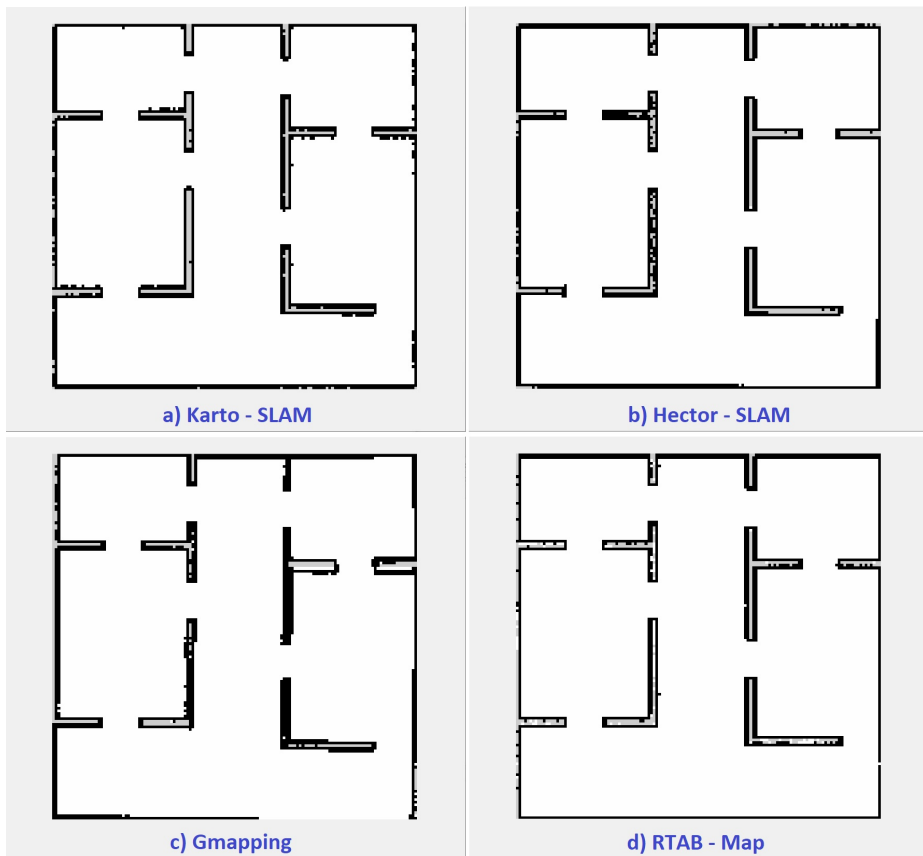 a) Karto - SLAM
b) Hector - SLAM
c) Gmapping
d) RTAB - Map